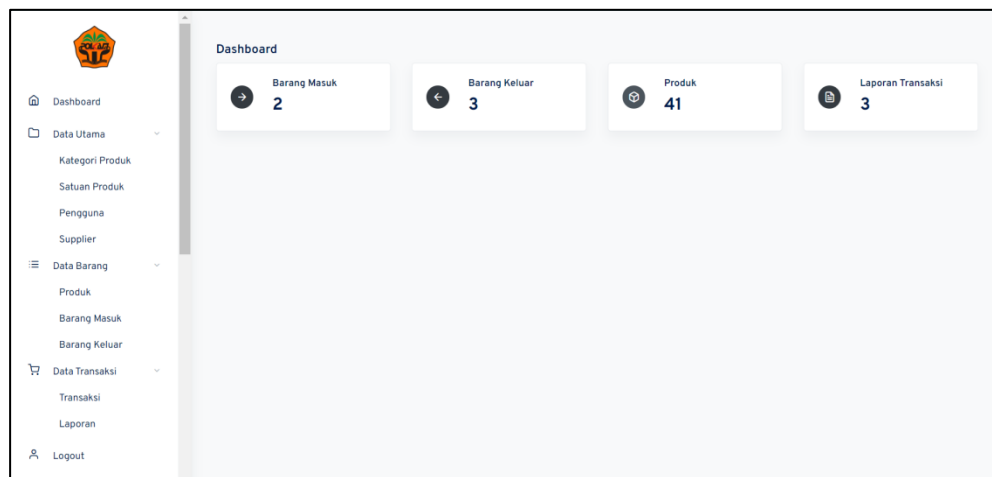 Dashboard
Data Utama
Kategori Produk
Satuan Produk
Pengguna
Supplier
Data Barang
Produk
Barang Masuk
Barang Keluar
Data Transaksi
Transaksi
Laporan
Logout
Dashboard
Barang Masuk
2
Barang Keluar
3
Produk
41
Laporan Transaksi
3